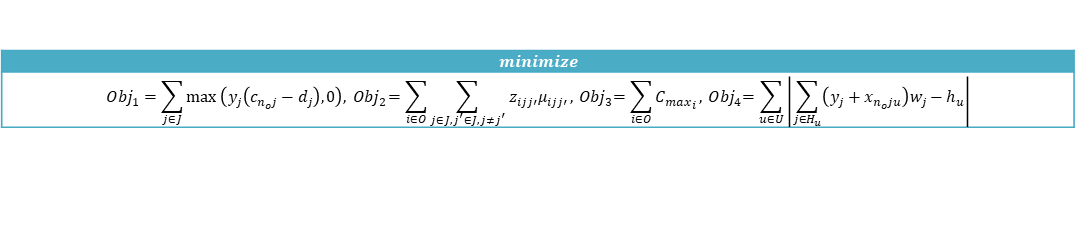 minimize
Obj₁ = ∑_{j∈J} max (y_j(c_{n_o j} − d_j),0), Obj₂= ∑_{i∈O} ∑_{j∈J,j′∈J,j≠j′} z_{ijj′}μ_{ijj′}, Obj₃= ∑_{i∈O} C_{max_i}, Obj₄= ∑_{u∈U} |∑_{j∈H_u} (y_j + x_{n_o ju})w_j − h_u|